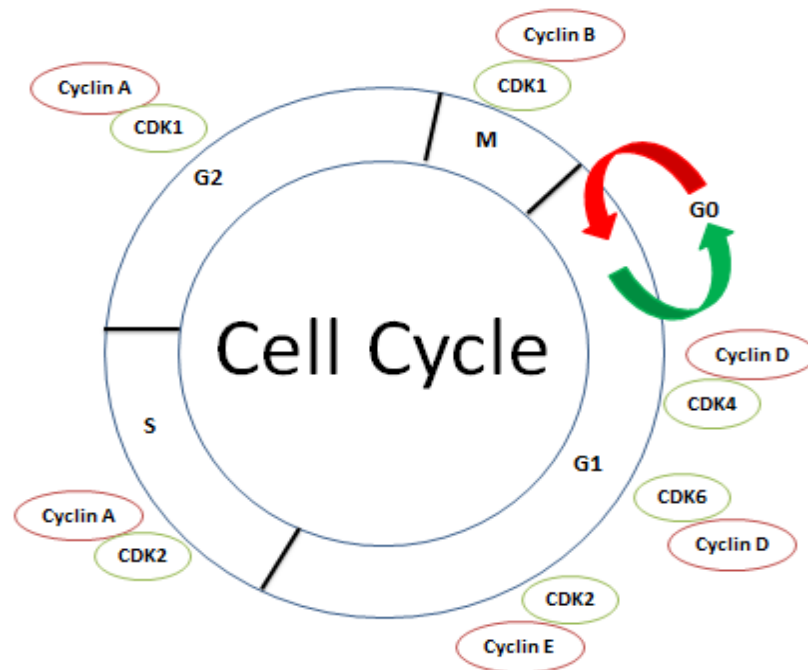 Cyclin B
CDK1
Cyclin A
CDK1
M
G2
G0
Cell Cycle
Cyclin D
CDK4
S
G1
CDK6
Cyclin D
Cyclin A
CDK2
CDK2
Cyclin E